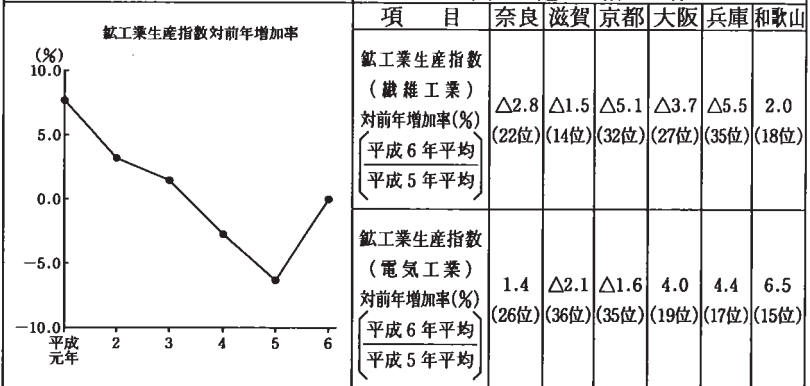 鉱工業生産指数対前年増加率
(%)
10.0
5.0
0.0
−5.0
−10.0
平成
元年
2
3
4
5
6
項 目 奈良 滋賀 京都 大阪 兵庫 和歌山
鉱工業生産指数
(繊維工業)
対前年増加率(%)
平成6年平均
平成5年平均
△2.8 △1.5 △5.1 △3.7 △5.5 2.0
(22位) (14位) (32位) (27位) (35位) (18位)
鉱工業生産指数
(電気工業)
対前年増加率(%)
平成6年平均
平成5年平均
1.4 △2.1 △1.6 4.0 4.4 6.5
(26位) (36位) (35位) (19位) (17位) (15位)